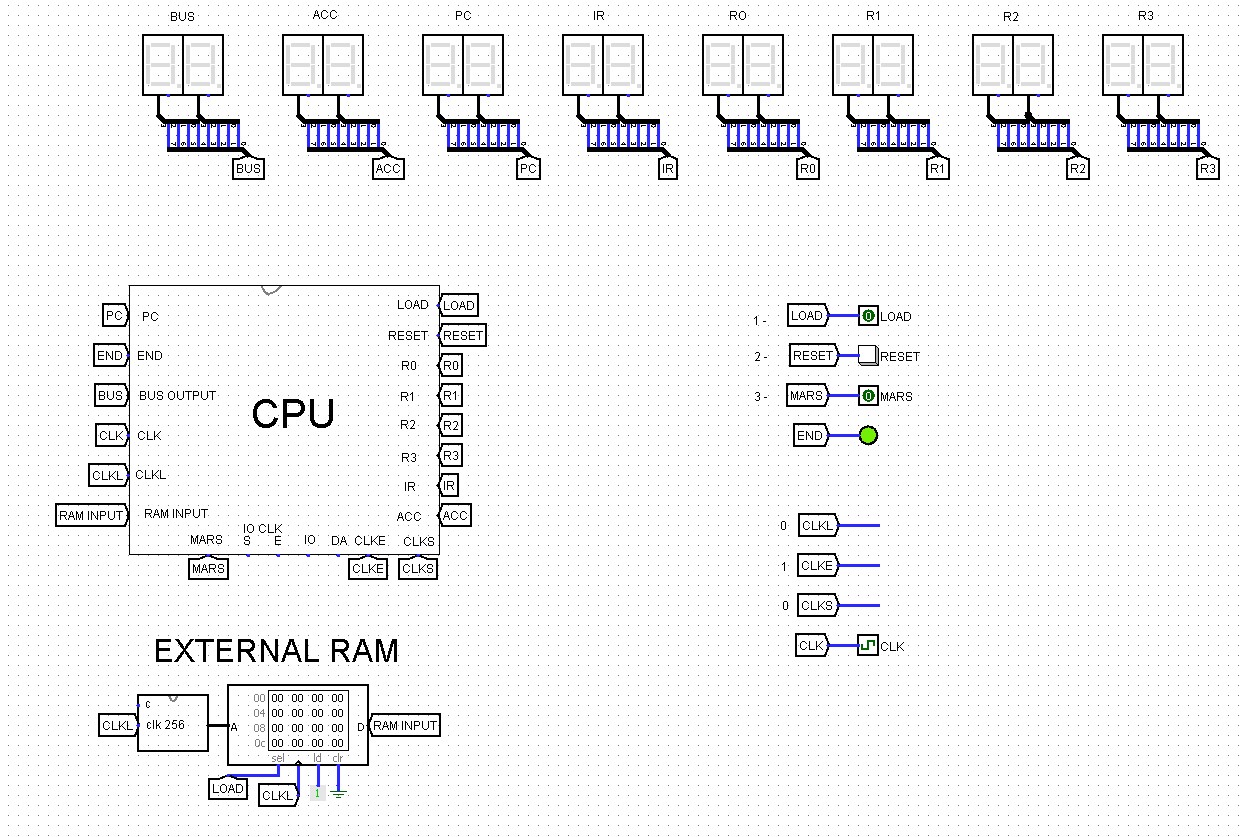 BUS ACC PC IR RO R1 R2 R3
BUS ACC PC IR R0 R1 R2 R3
PC PC LOAD LOAD
END END RESET RESET
BUS BUS OUTPUT R0 R0
CLK CLK R1 R1
CLKL CLKL R2 R2
RAM INPUT RAM INPUT R3 R3
CPU
IR IR
ACC ACC
IO CLK
MARS S E IO DA CLKE CLKS
MARS CLKE CLKS
1 - LOAD 0 LOAD
2 - RESET RESET
3 - MARS 0 MARS
END
0 CLKL
1 CLKE
0 CLKS
CLK CLK
EXTERNAL RAM
CLKL c clk 256 A D RAM INPUT
00 00 00 00 00
04 00 00 00 00
08 00 00 00 00
0c 00 00 00 00
sel ld clr
LOAD CLKL 1